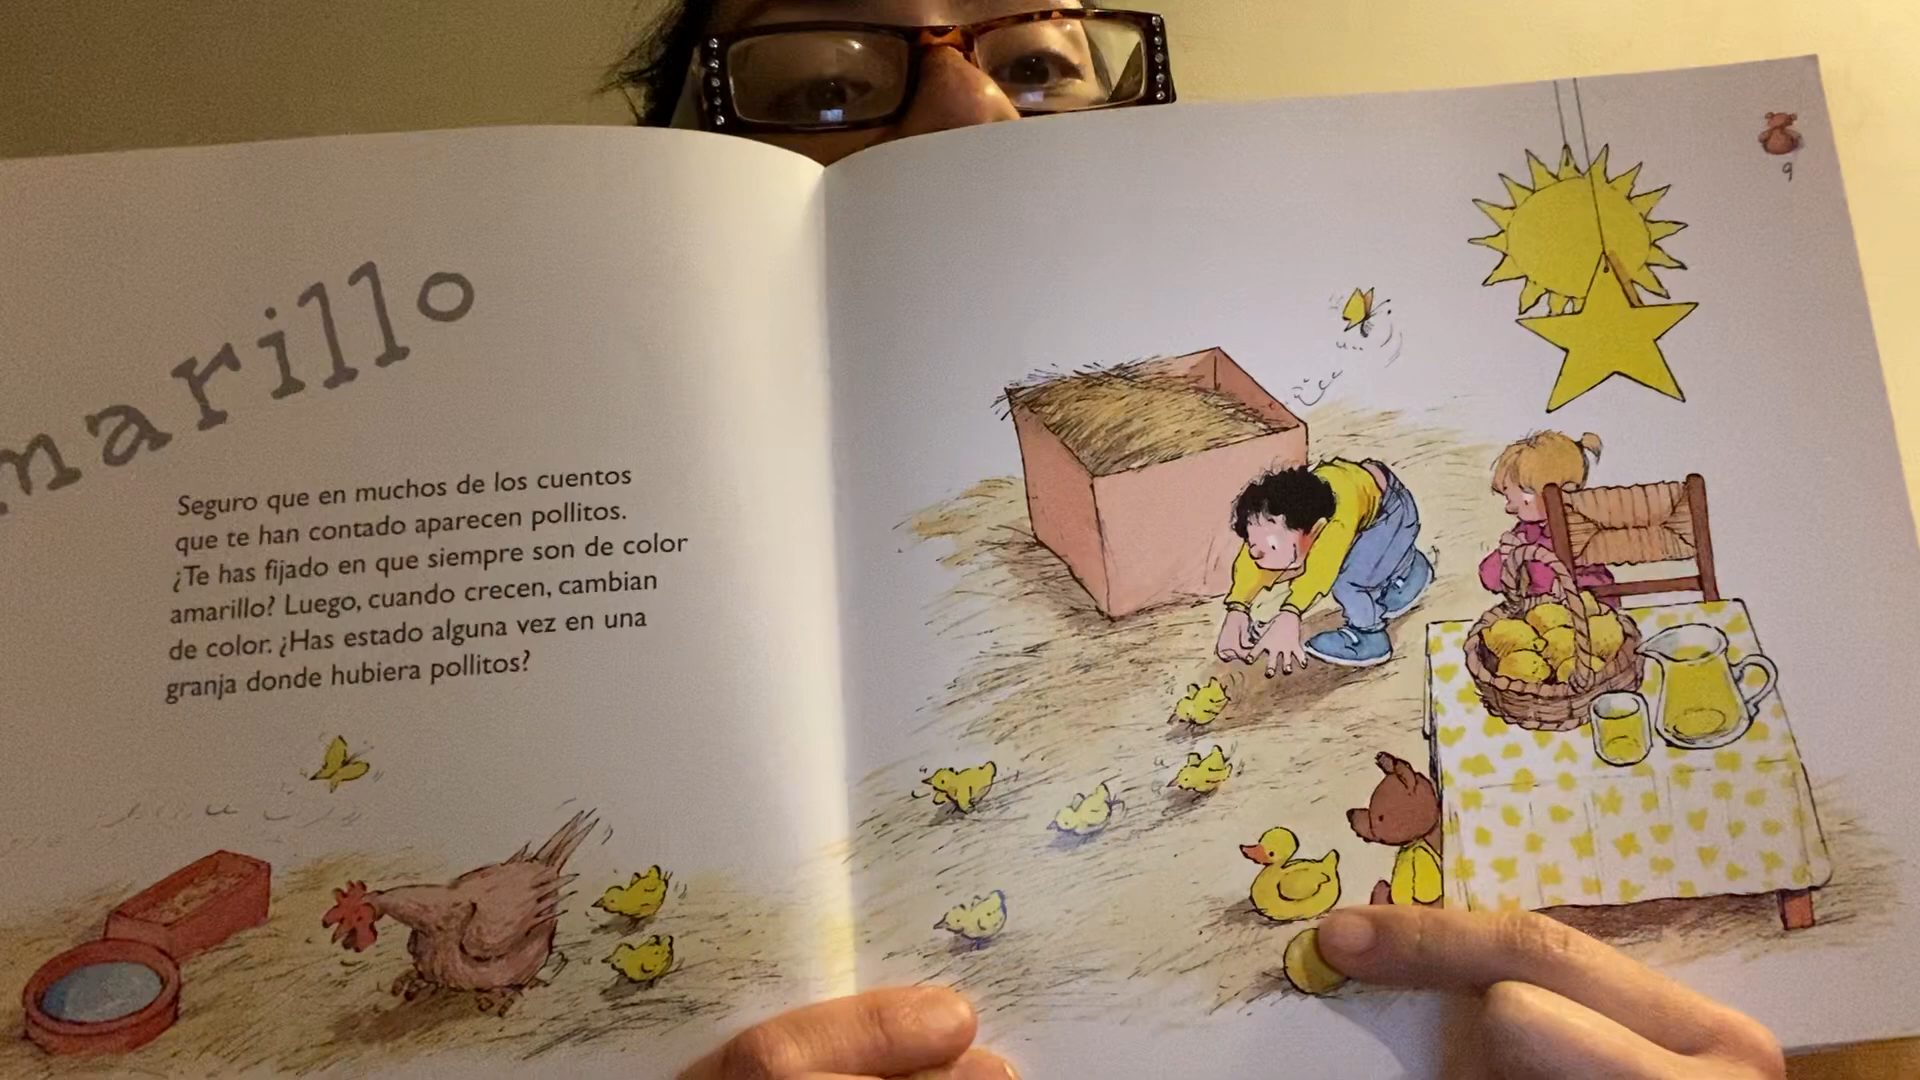 marillo
Seguro que en muchos de los cuentos
que te han contado aparecen pollitos.
¿Te has fijado en que siempre son de color
amarillo? Luego, cuando crecen, cambian
de color. ¿Has estado alguna vez en una
granja donde hubiera pollitos?
9